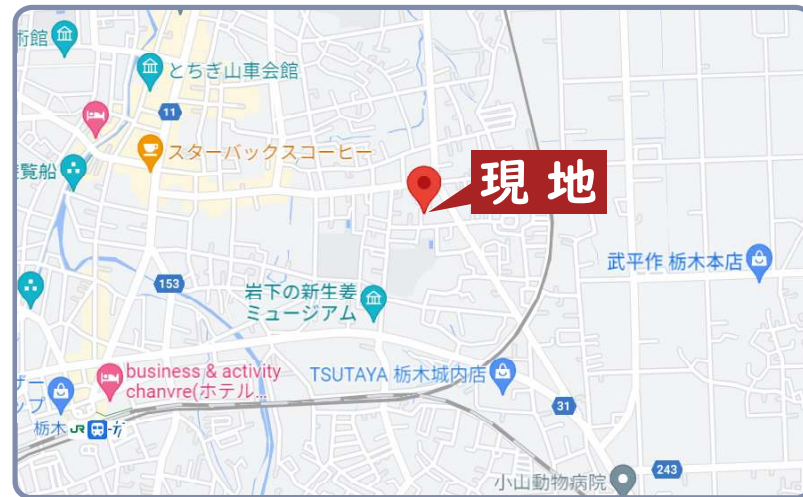 術館
とちぎ山車会館
11
スターバックスコーヒー
遊覧船
現地
武平作 栃木本店
153
岩下の新生姜
ミュージアム
business & activity
chanvre(ホテル...
TSUTAYA 栃木城内店
栃木 JR
31
243
小山動物病院